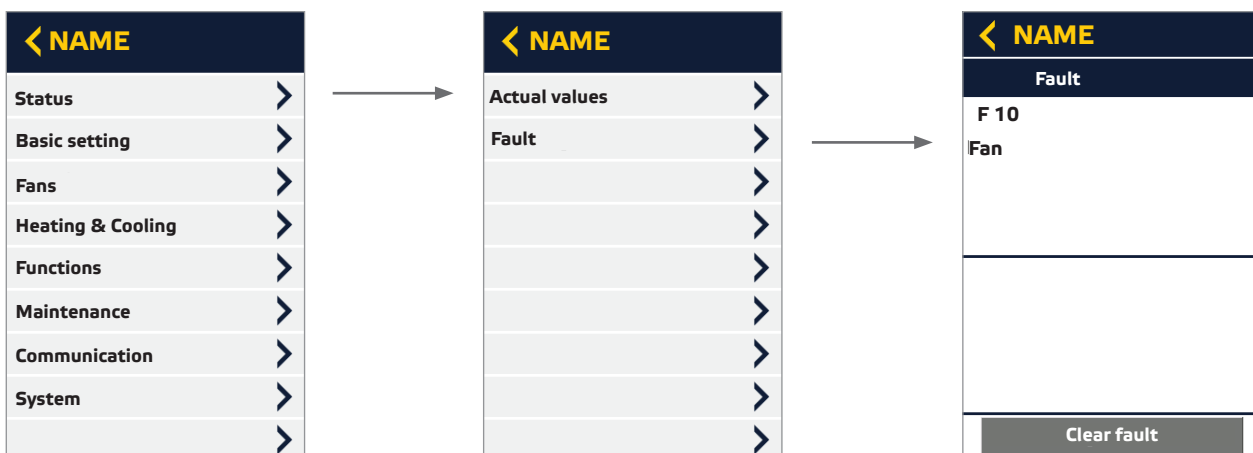 NAME
Status
Basic setting
Fans
Heating & Cooling
Functions
Maintenance
Communication
System
NAME
Actual values
Fault
NAME
Fault
F 10
Fan
Clear fault